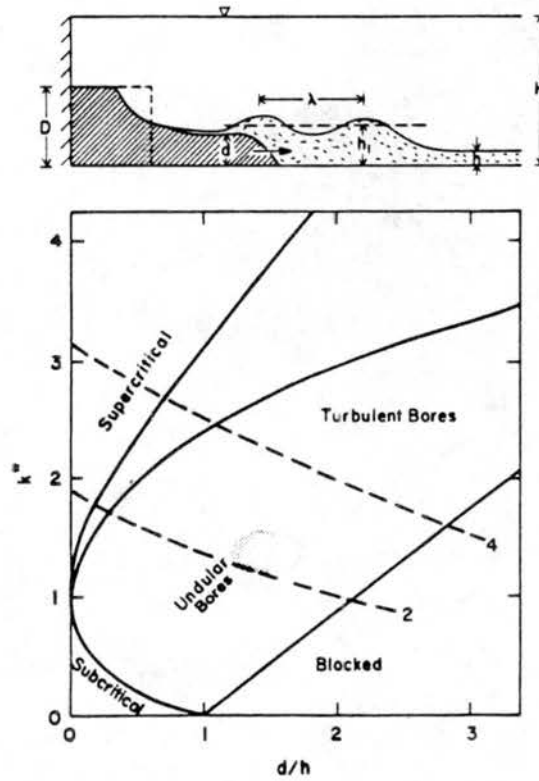 D
d
λ
h₁
h
4
3
2
1
0
k"
Supercritical
Turbulent Bores
4
Undular
Bores
2
Blocked
Subcritical
0
1
2
3
d/h